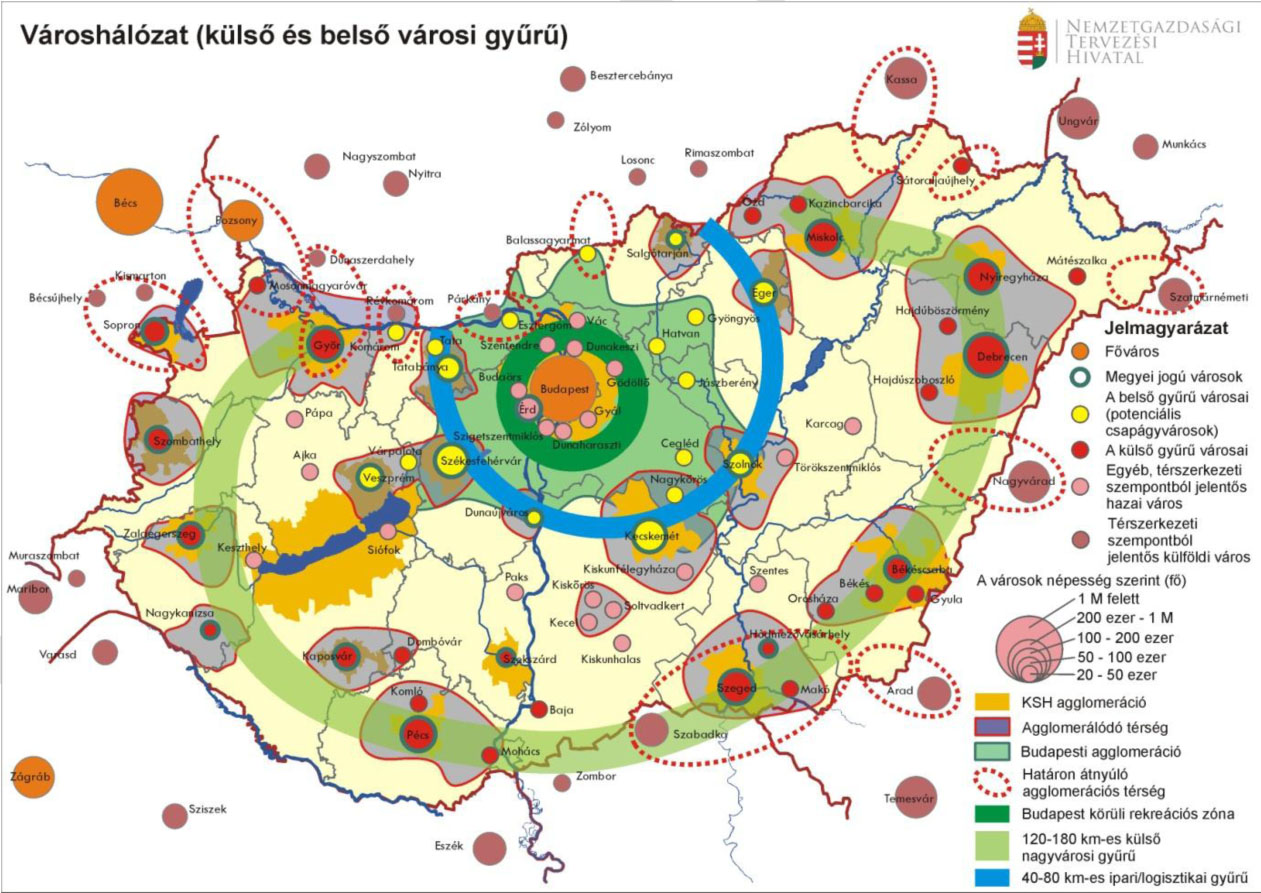 Városhálózat (külső és belső városi gyűrű)
NEMZETGAZDASÁGI
TERVEZÉSI
HIVATAL
Besztercebánya
Kassa
Zólyom
Ungvár
Munkács
Nagyszombat
Nyitra
Losonc
Rimaszombat
Sátoraljaújhely
Bécs
Pozsony
Ózd
Kazincbarcika
Miskolc
Balassagyarmat
Salgótarján
Dunaszerdahely
Kismarton
Bécsújhely
Mosonmagyaróvár
Révkomárom
Párkány
Eger
Nyíregyháza
Mátészalka
Szatmárnémeti
Sopron
Győr
Komárom
Tata
Tatabánya
Esztergom
Vác
Szentendre
Dunakeszi
Hatvan
Gyöngyös
Hajdúböszörmény
Debrecen
Budaörs
Budapest
Gödöllő
Jászberény
Hajdúszoboszló
Érd
Gyál
Pápa
Szigetszentmiklós
Dunaharaszti
Karcag
Szombathely
Ajka
Várpalota
Székesfehérvár
Cegléd
Szolnok
Törökszentmiklós
Veszprém
Nagykőrös
Nagyvárad
Dunaújváros
Zalaegerszeg
Keszthely
Siófok
Kecskemét
Muraszombat
Maribor
Kiskunfélegyháza
Szentes
Békéscsaba
Paks
Kiskőrös
Békés
Gyula
Nagykanizsa
Soltvadkert
Orosháza
Kecel
Varasd
Kaposvár
Dombóvár
Szekszárd
Kiskunhalas
Hódmezővásárhely
Komló
Szeged
Makó
Arad
Baja
Pécs
Szabadka
Mohács
Zágráb
Zombor
Temesvár
Sziszek
Eszék
Jelmagyarázat
Főváros
Megyei jogú városok
A belső gyűrű városai
(potenciális
csapágyvárosok)
A külső gyűrű városai
Egyéb, térszerkezeti
szempontból jelentős
hazai város
Térszerkezeti
szempontból
jelentős külföldi város
A városok népesség szerint (fő)
1 M felett
200 ezer - 1 M
100 - 200 ezer
50 - 100 ezer
20 - 50 ezer
KSH agglomeráció
Agglomerálódó térség
Budapesti agglomeráció
Határon átnyúló
agglomerációs térség
Budapest körüli rekreációs zóna
120-180 km-es külső
nagyvárosi gyűrű
40-80 km-es ipari/logisztikai gyűrű